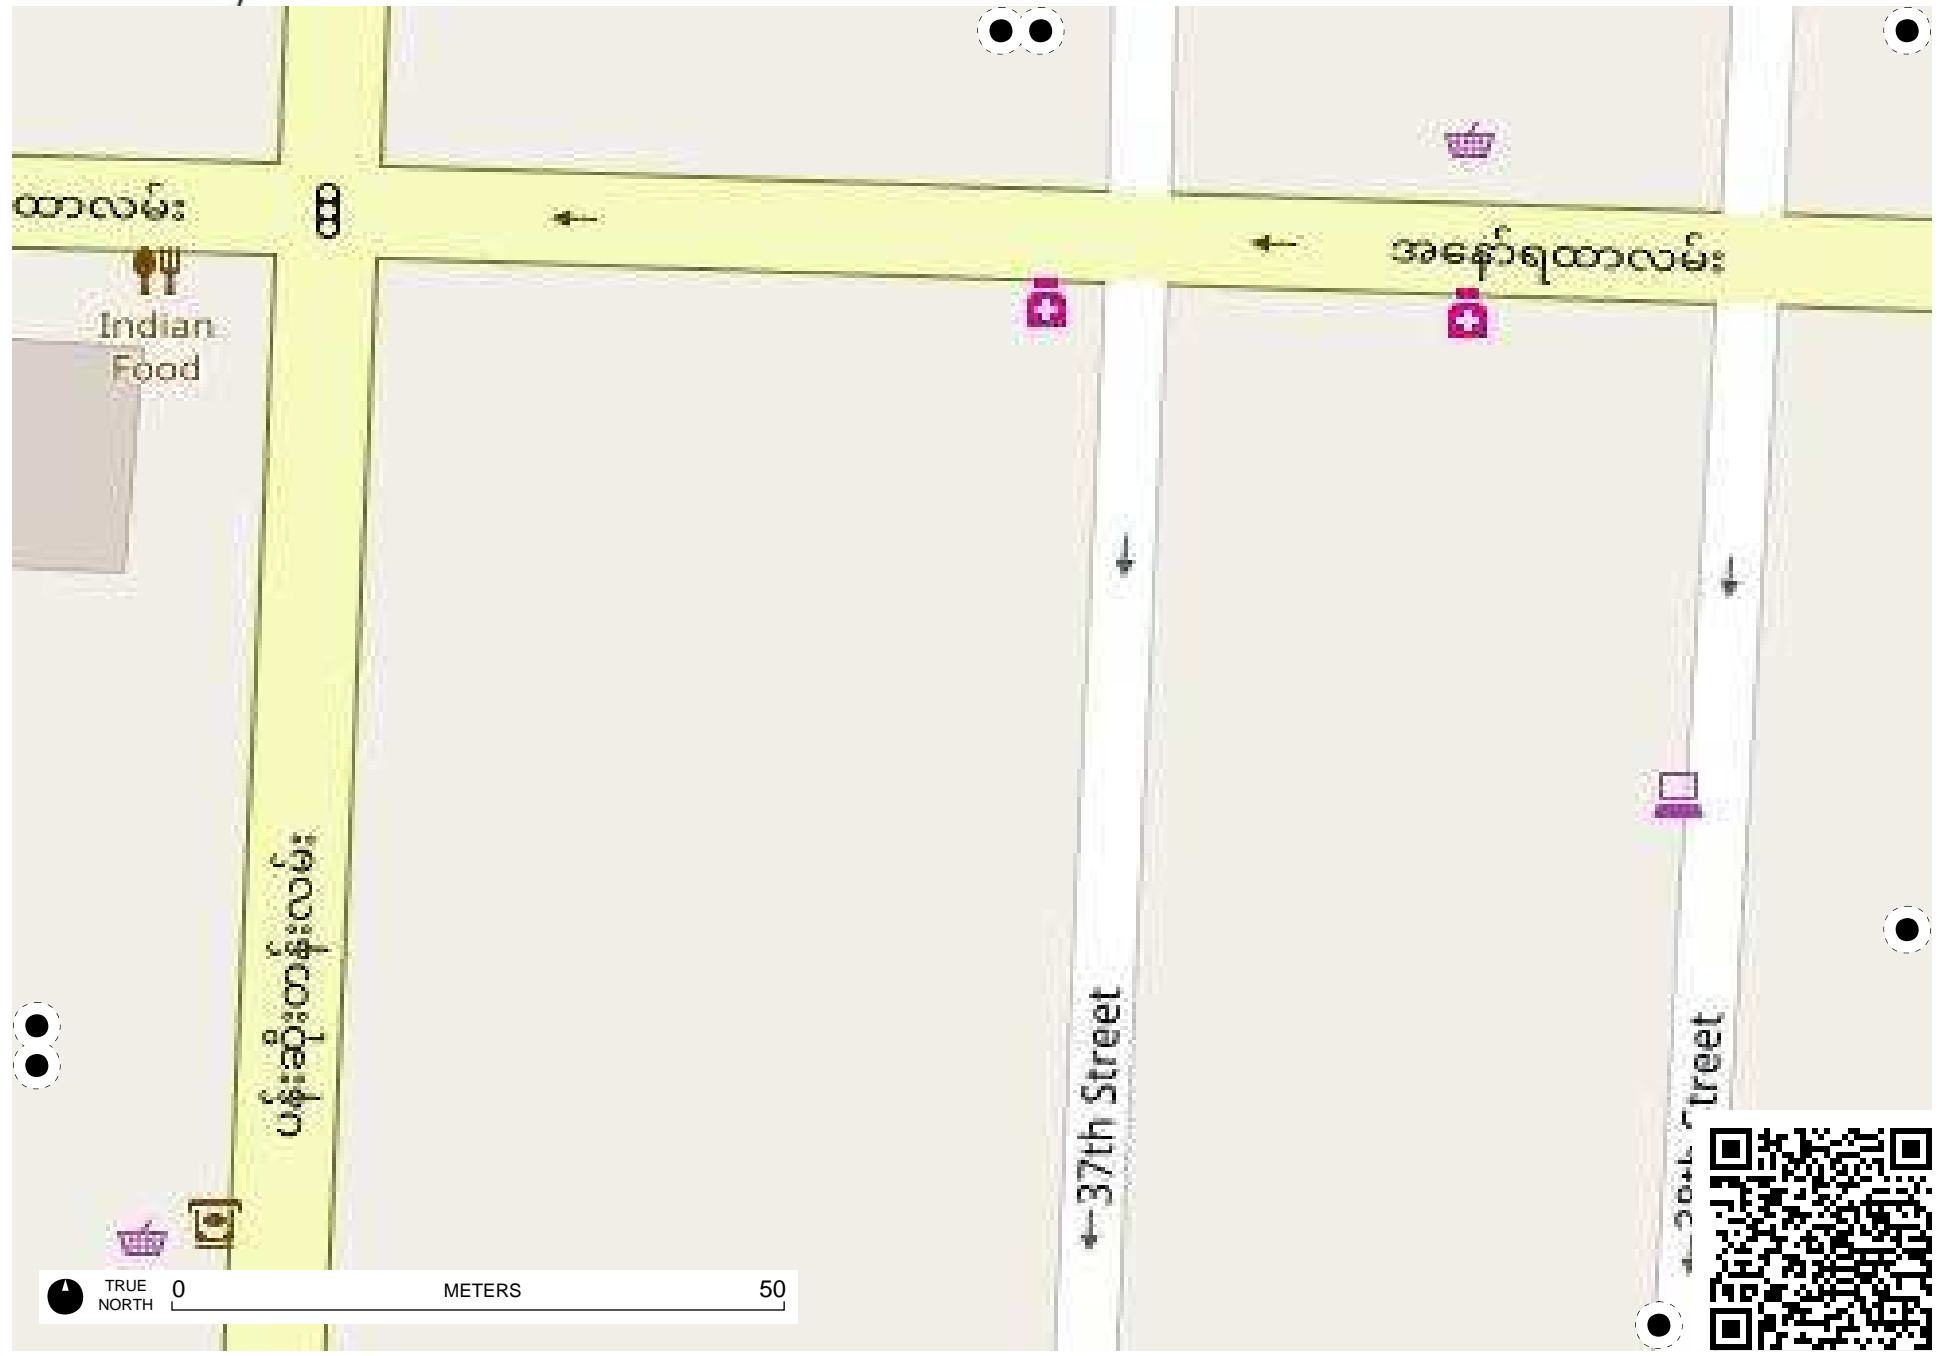 ထာလမ်း
အနော်ရထာလမ်း
Indian
Food
ပန်းဆိုးတန်းလမ်း
37th Street
Street
TRUE
NORTH
0 METERS 50